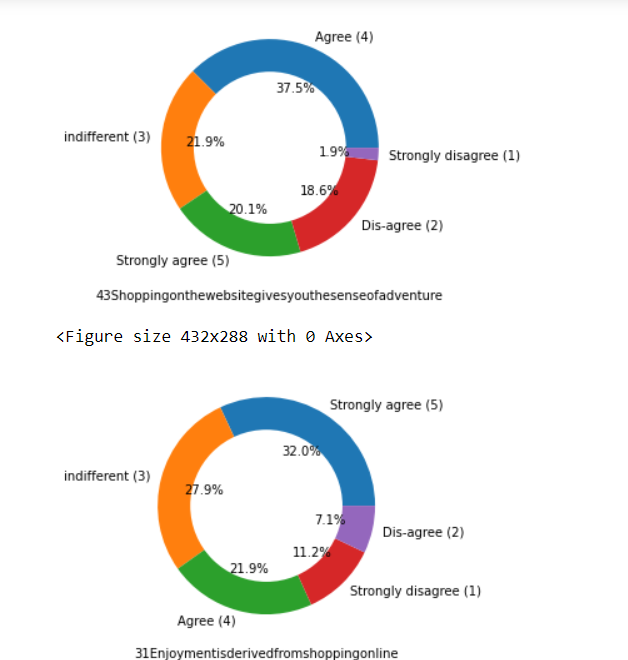 Agree (4)
37.5%
indifferent (3)
21.9%
1.9%
Strongly disagree (1)
18.6%
20.1%
Dis-agree (2)
Strongly agree (5)
43Shoppingonthewebsitegivesyouthesenseofadventure
<Figure size 432x288 with 0 Axes>
Strongly agree (5)
32.0%
indifferent (3)
27.9%
7.1%
Dis-agree (2)
11.2%
21.9%
Strongly disagree (1)
Agree (4)
31Enjoymentisderivedfromshoppingonline